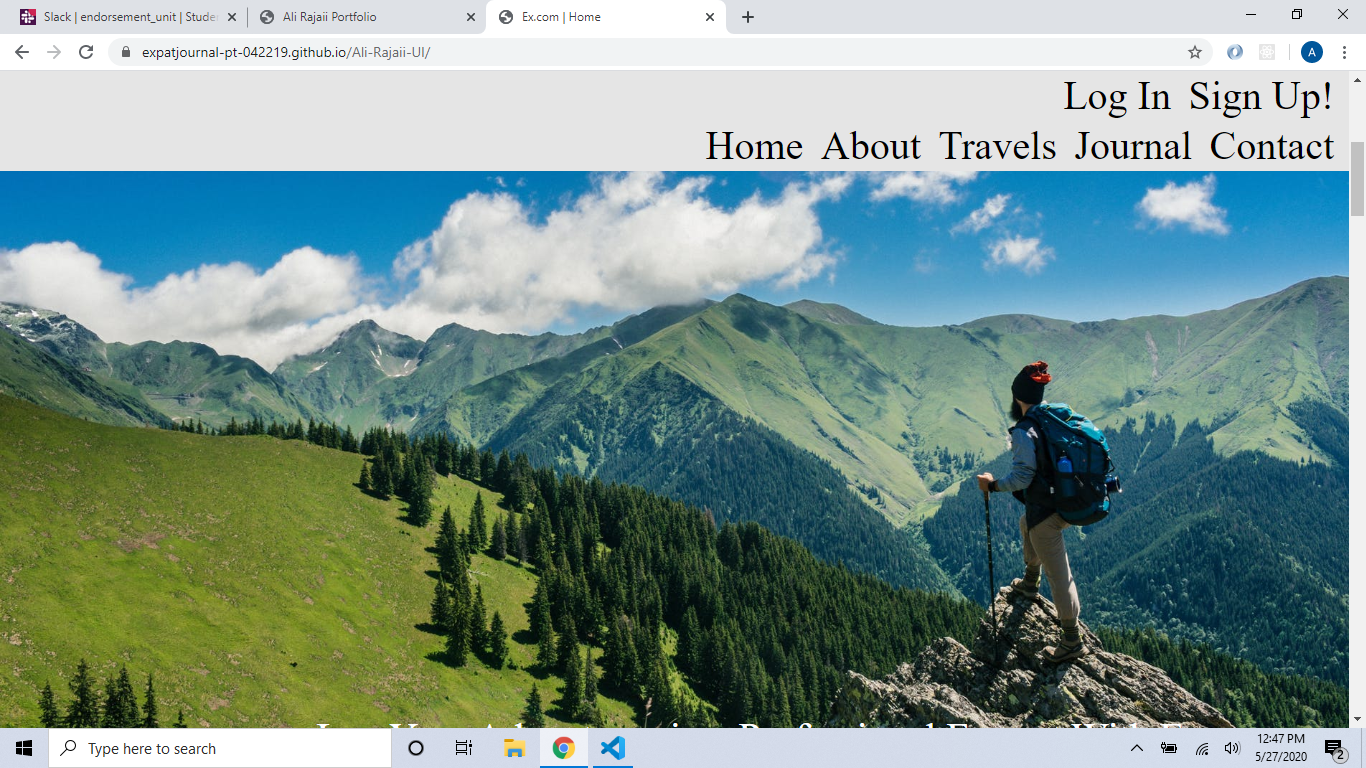 Slack | endorsement_unit | Stude
Ali Rajaii Portfolio
Ex.com | Home
expatjournal-pt-042219.github.io/Ali-Rajaii-UI/
A
Log In Sign Up!
Home About Travels Journal Contact
Type here to search
12:47 PM
5/27/2020
2